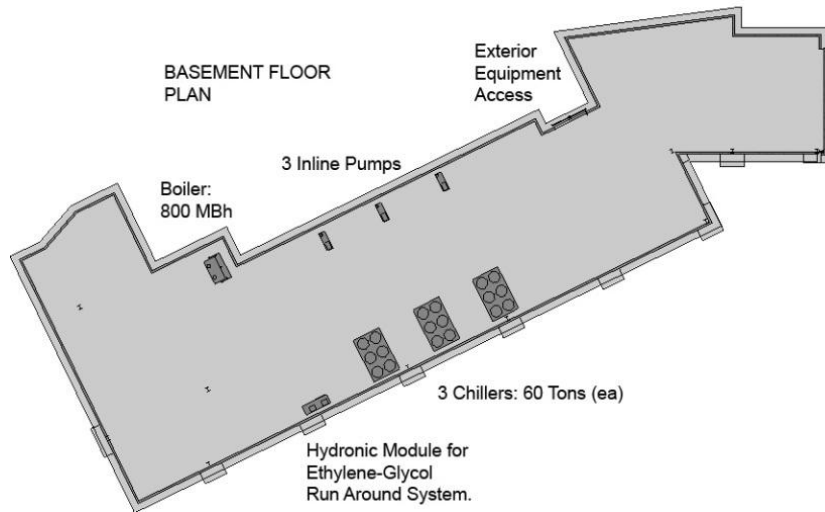 BASEMENT FLOOR
PLAN
Exterior
Equipment
Access
3 Inline Pumps
Boiler:
800 MBh
3 Chillers: 60 Tons (ea)
Hydronic Module for
Ethylene-Glycol
Run Around System.